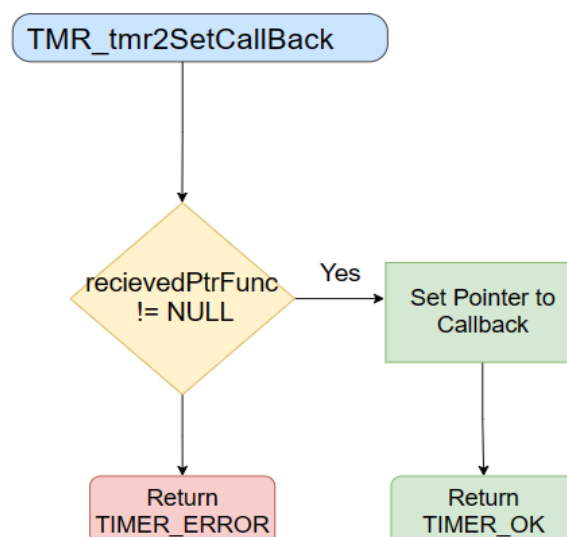 TMR_tmr2SetCallBack
recievedPtrFunc
!= NULL
Yes
Set Pointer to
Callback
Return
TIMER_ERROR
Return
TIMER_OK